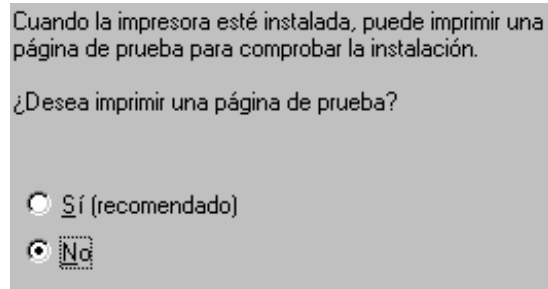 Cuando la impresora esté instalada, puede imprimir una
página de prueba para comprobar la instalación.
¿Desea imprimir una página de prueba?
Sí (recomendado)
No